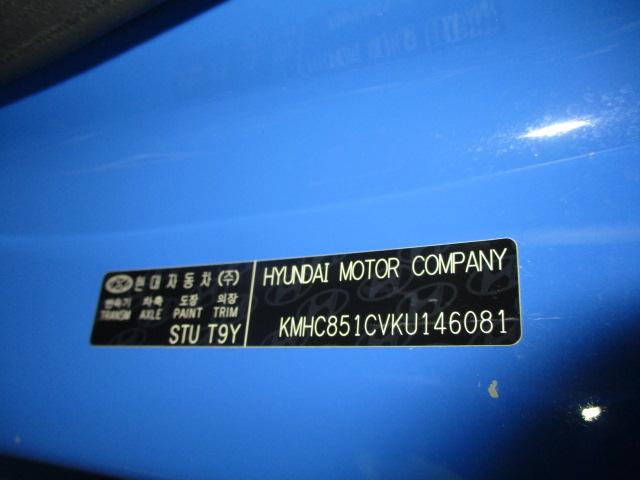 현대자동차 (주)
변속기 차축 도장 의장
TRANSM AXLE PAINT TRIM
STU T9Y
HYUNDAI MOTOR COMPANY
KMHC851CVKU146081